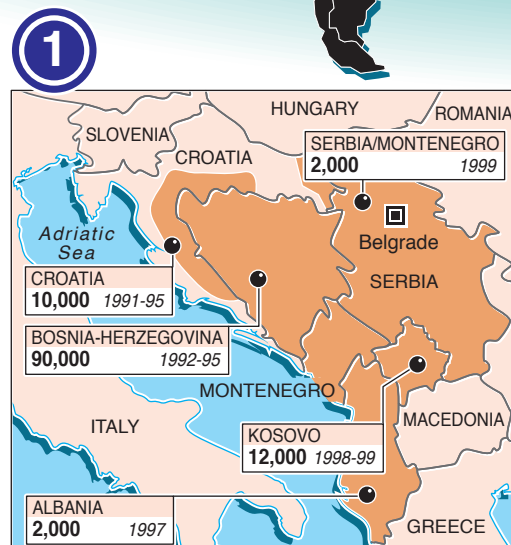 1
HUNGARY
ROMANIA
SLOVENIA
CROATIA
SERBIA/MONTENEGRO
2,000 1999
Adriatic
Sea
Belgrade
SERBIA
CROATIA
10,000 1991-95
BOSNIA-HERZEGOVINA
90,000 1992-95
MONTENEGRO
ITALY
MACEDONIA
KOSOVO
12,000 1998-99
ALBANIA
2,000 1997
GREECE